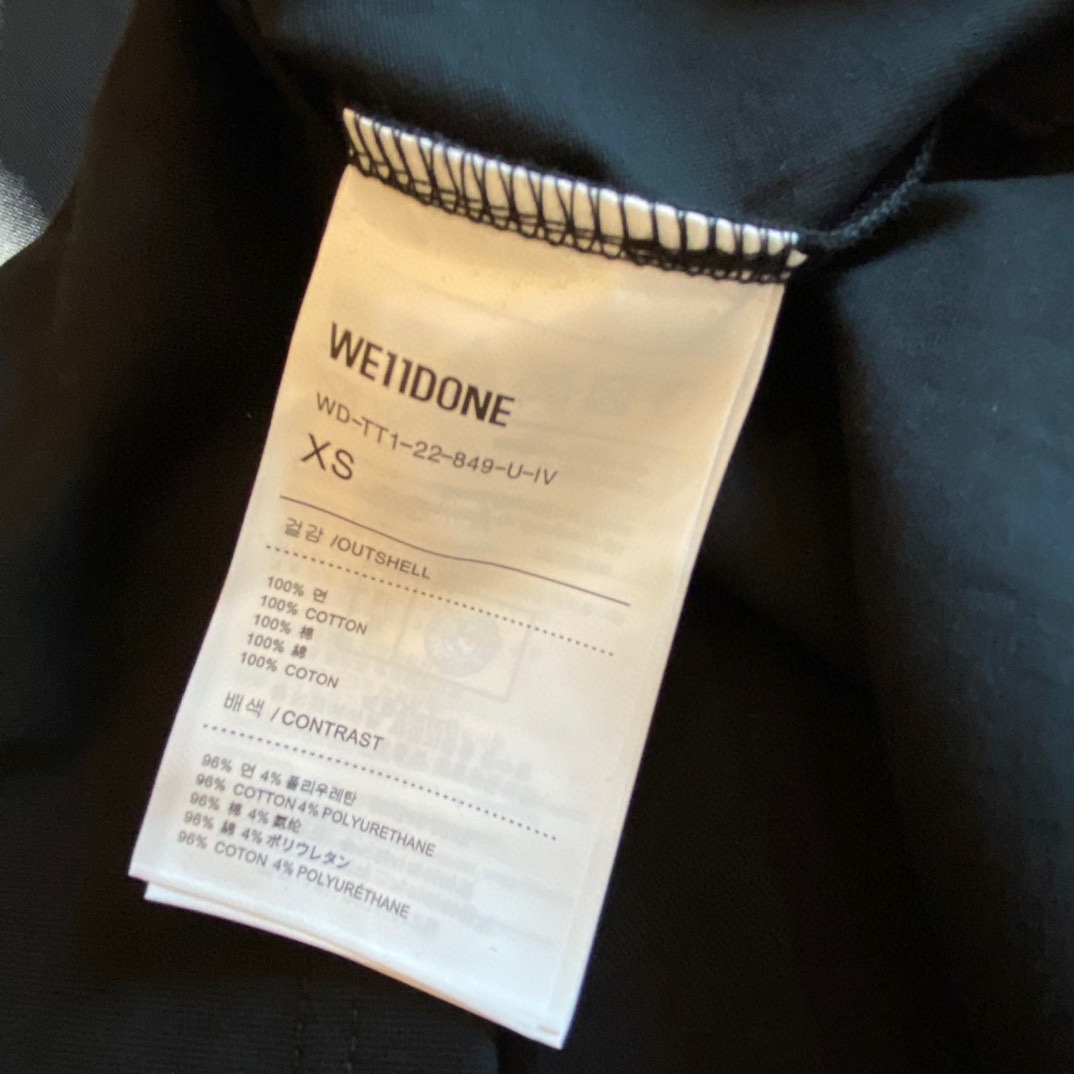 WE11DONE
WD-TT1-22-849-U-IV
XS
겉감 /OUTSHELL
100% 면
100% COTTON
100% 棉
100% 綿
100% COTON
배색 /CONTRAST
96% 면 4% 폴리우레탄
96% COTTON 4% POLYURETHANE
96% 棉 4% 氨纶
96% 綿 4% ポリウレタン
96% COTON 4% POLYURÉTHANE